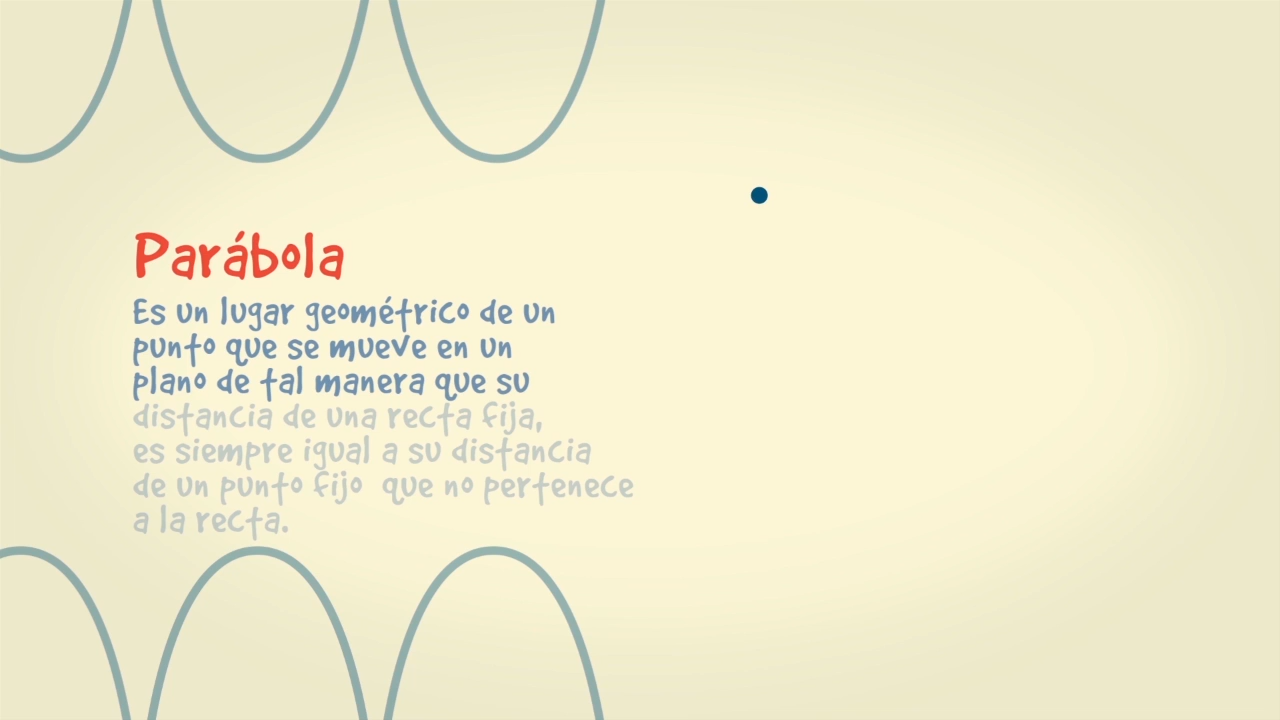 Parábola
Es un lugar geométrico de un
punto que se mueve en un
plano de tal manera que su
distancia de una recta fija,
es siempre igual a su distancia
de un punto fijo que no pertenece
a la recta.